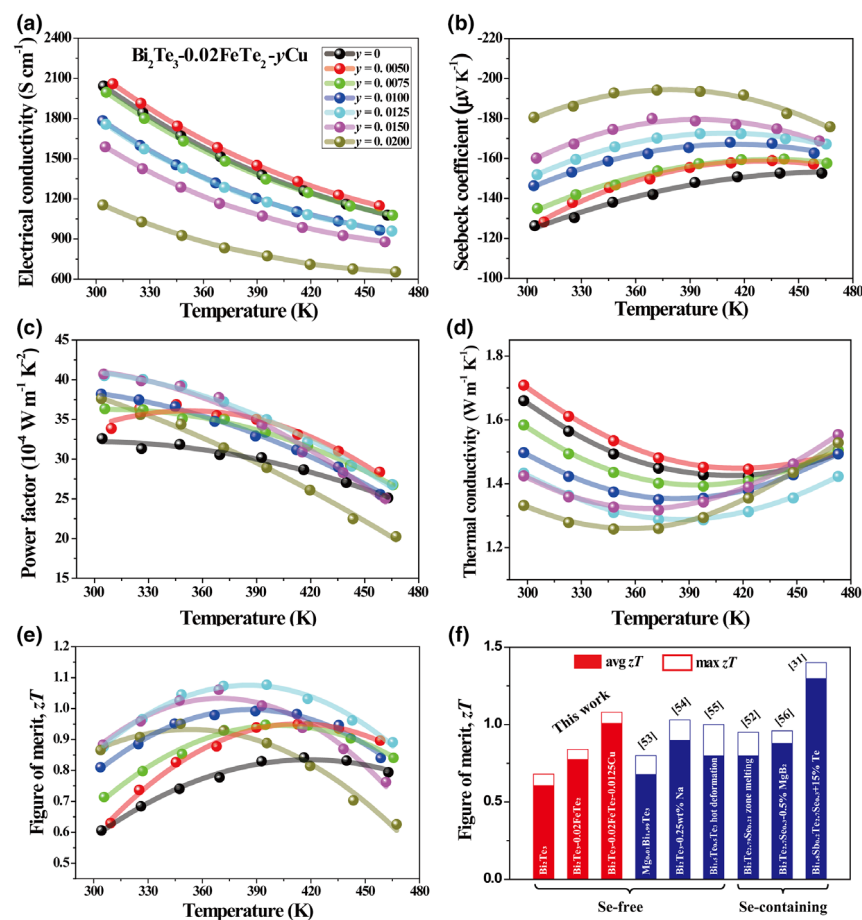 (a)
Bi₂Te₃-0.02FeTe₂-yCu
y = 0
y = 0.0050
y = 0.0075
y = 0.0100
y = 0.0125
y = 0.0150
y = 0.0200
2400
2100
1800
1500
1200
900
600
300 330 360 390 420 450 480
Electrical conductivity (S cm⁻¹)
Temperature (K)
(b)
-220
-200
-180
-160
-140
-120
-100
300 330 360 390 420 450 480
Seebeck coefficient (µV K⁻¹)
Temperature (K)
(c)
45
40
35
30
25
20
15
300 330 360 390 420 450 480
Power factor (10⁻⁴ W m⁻¹ K⁻²)
Temperature (K)
(d)
1.8
1.6
1.4
1.2
300 330 360 390 420 450 480
Thermal conductivity (W m⁻¹ K⁻¹)
Temperature (K)
(e)
1.2
1.1
1.0
0.9
0.8
0.7
0.6
0.5
300 330 360 390 420 450 480
Figure of merit, zT
Temperature (K)
(f)
1.5
1.0
0.5
0.0
Figure of merit, zT
avg zT
max zT
This work
[53]
[54]
[55]
[52]
[56]
[31]
Bi₂Te₃
Bi₂Te₃-0.02FeTe₂
Bi₂Te₃-0.02FeTe₂-0.0125Cu
Mg₀.₀₁Bi₁.₉₉Te₃
Bi₂Te₃-0.25wt% Na
hot deformation
zone melting
MgB₂
15% Te
Se-free
Se-containing